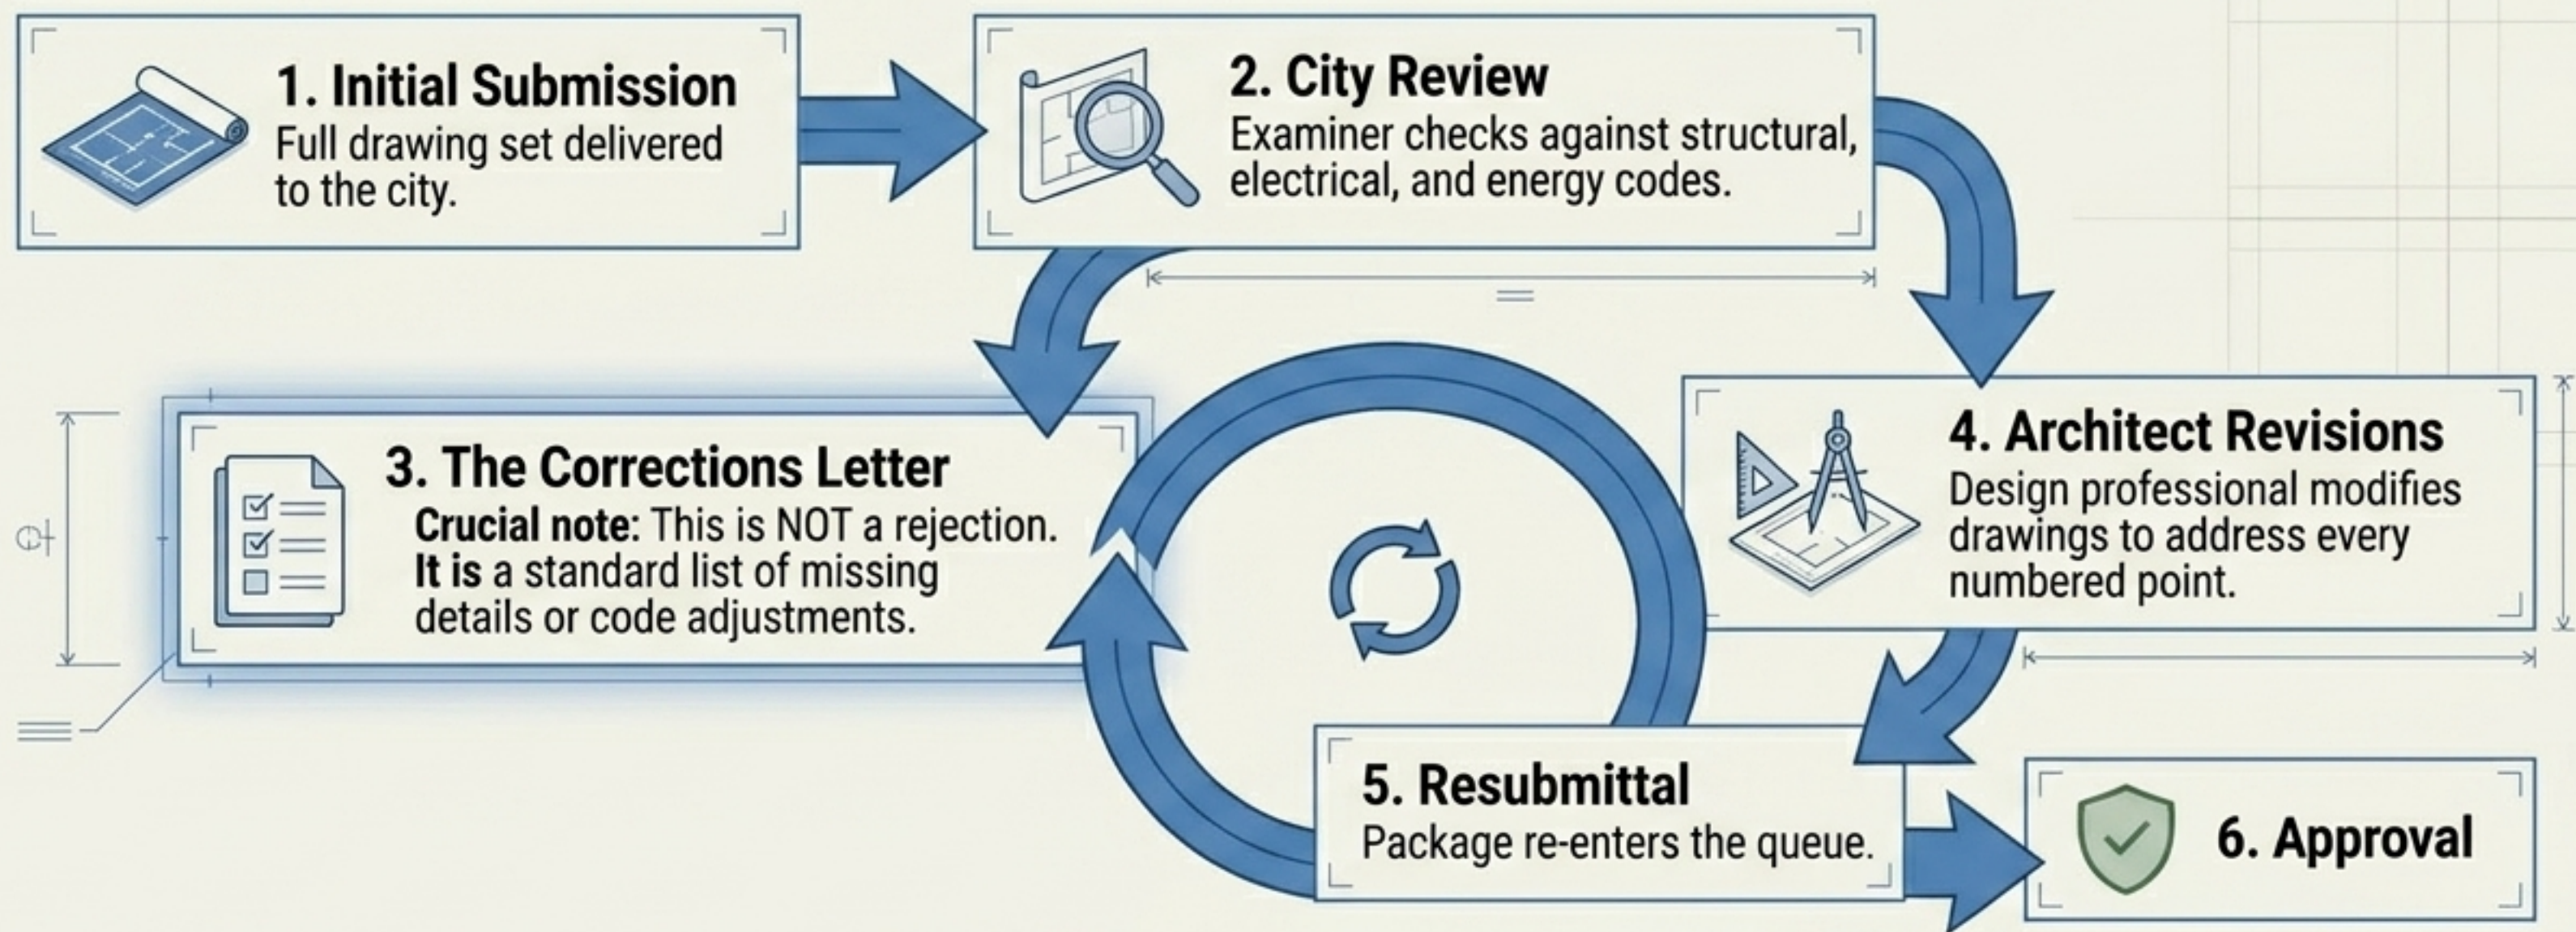 1. Initial Submission
Full drawing set delivered
to the city.
2. City Review
Examiner checks against structural,
electrical, and energy codes.
3. The Corrections Letter
Crucial note: This is NOT a rejection.
It is a standard list of missing
details or code adjustments.
4. Architect Revisions
Design professional modifies
drawings to address every
numbered point.
5. Resubmittal
Package re-enters the queue.
6. Approval